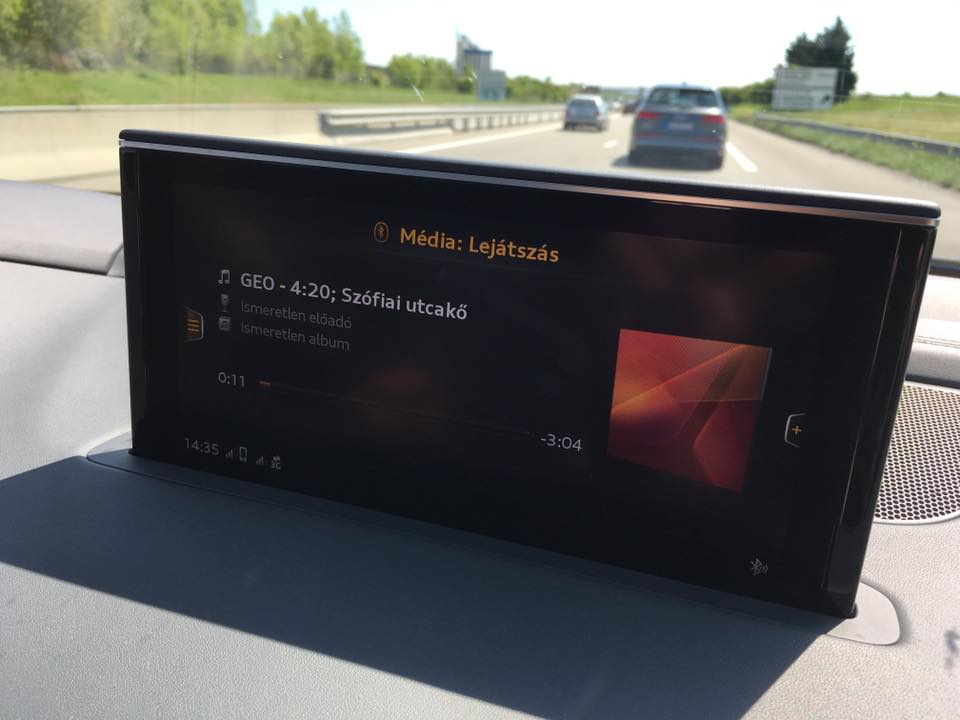 Média: Lejátszás
GEO - 4:20; Szófiai utcakő
Ismeretlen előadó
Ismeretlen album
0:11
-3:04
14:35
3G
+